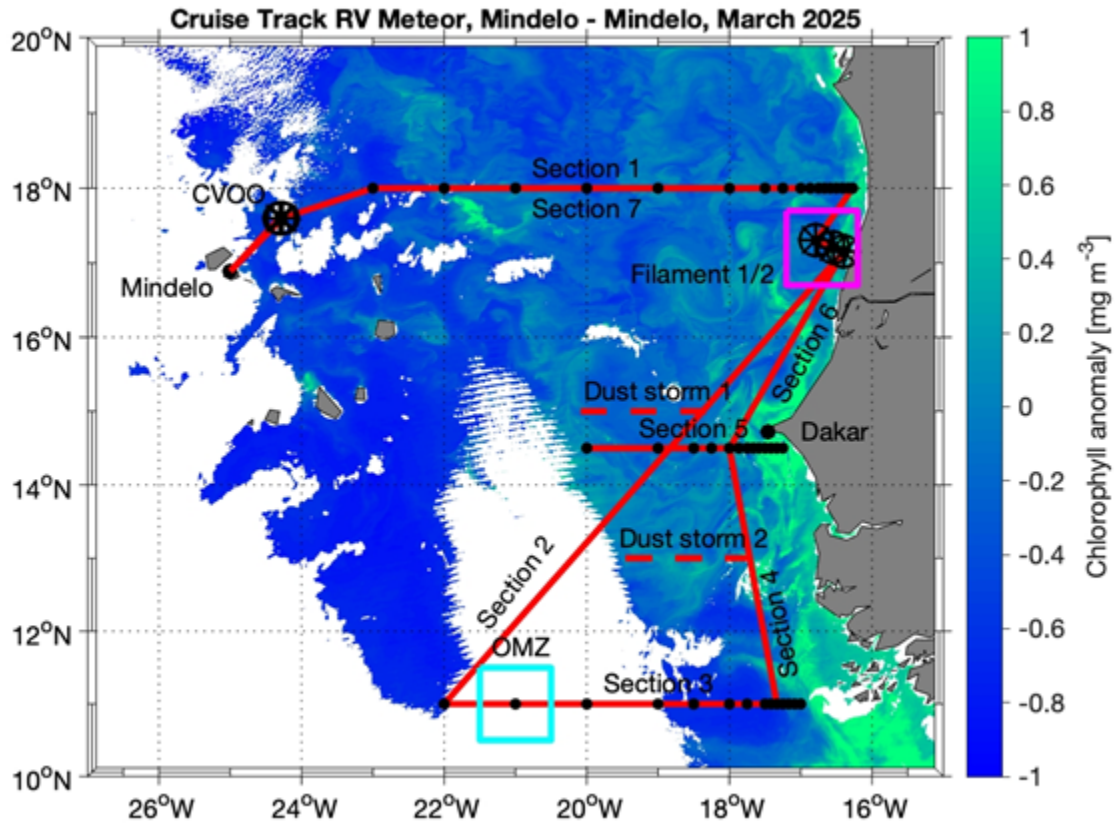 Cruise Track RV Meteor, Mindelo - Mindelo, March 2025
20°N
18°N
16°N
14°N
12°N
10°N
26°W
24°W
22°W
20°W
18°W
16°W
Section 1
CVOO
Section 7
Mindelo
Filament 1/2
Section 6
Dust storm 1
Section 5
Dakar
Dust storm 2
Section 2
Section 4
OMZ
Section 3
1
0.8
0.6
0.4
0.2
0
-0.2
-0.4
-0.6
-0.8
-1
Chlorophyll anomaly [mg m⁻³]